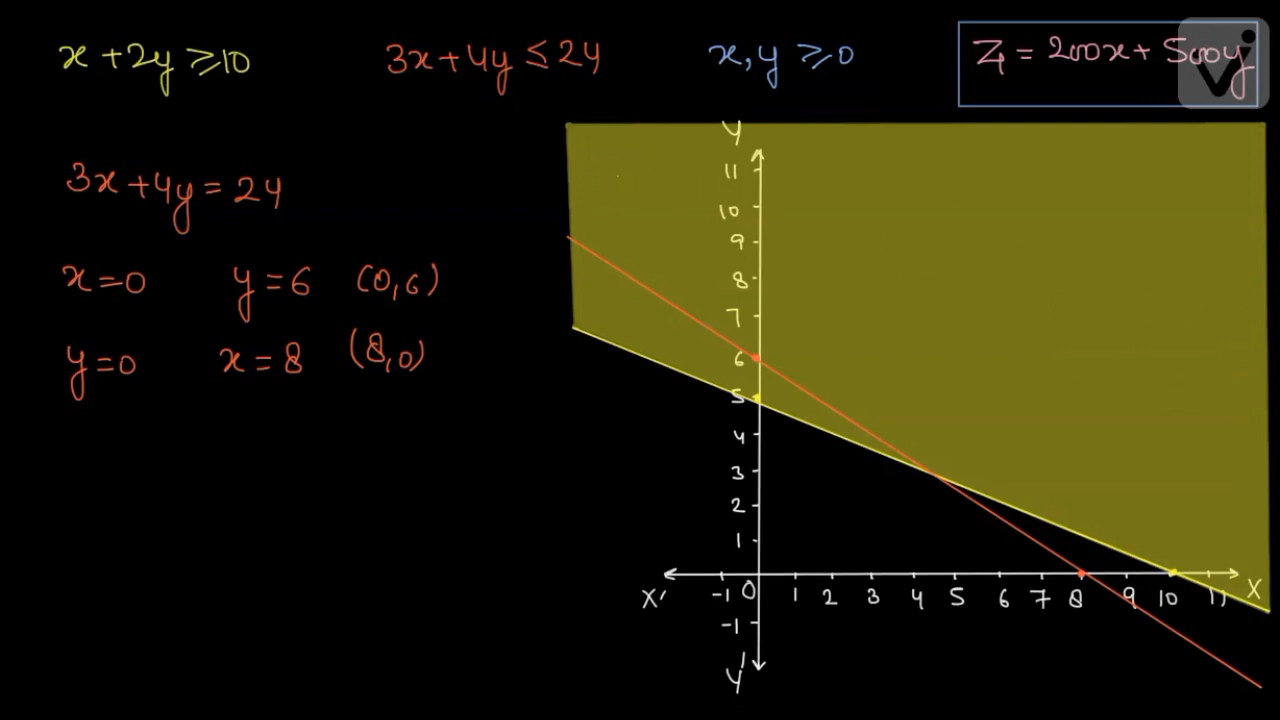 x + 2y ≥ 10 3x + 4y ≤ 24 x, y ≥ 0 Z = 200x + 500y
3x + 4y = 24
x = 0 y = 6 (0, 6)
y = 0 x = 8 (8, 0)
Y
11
10
9
8
7
6
5
4
3
2
1
X' -1 0 1 2 3 4 5 6 7 8 9 10 11 X
-1
Y'